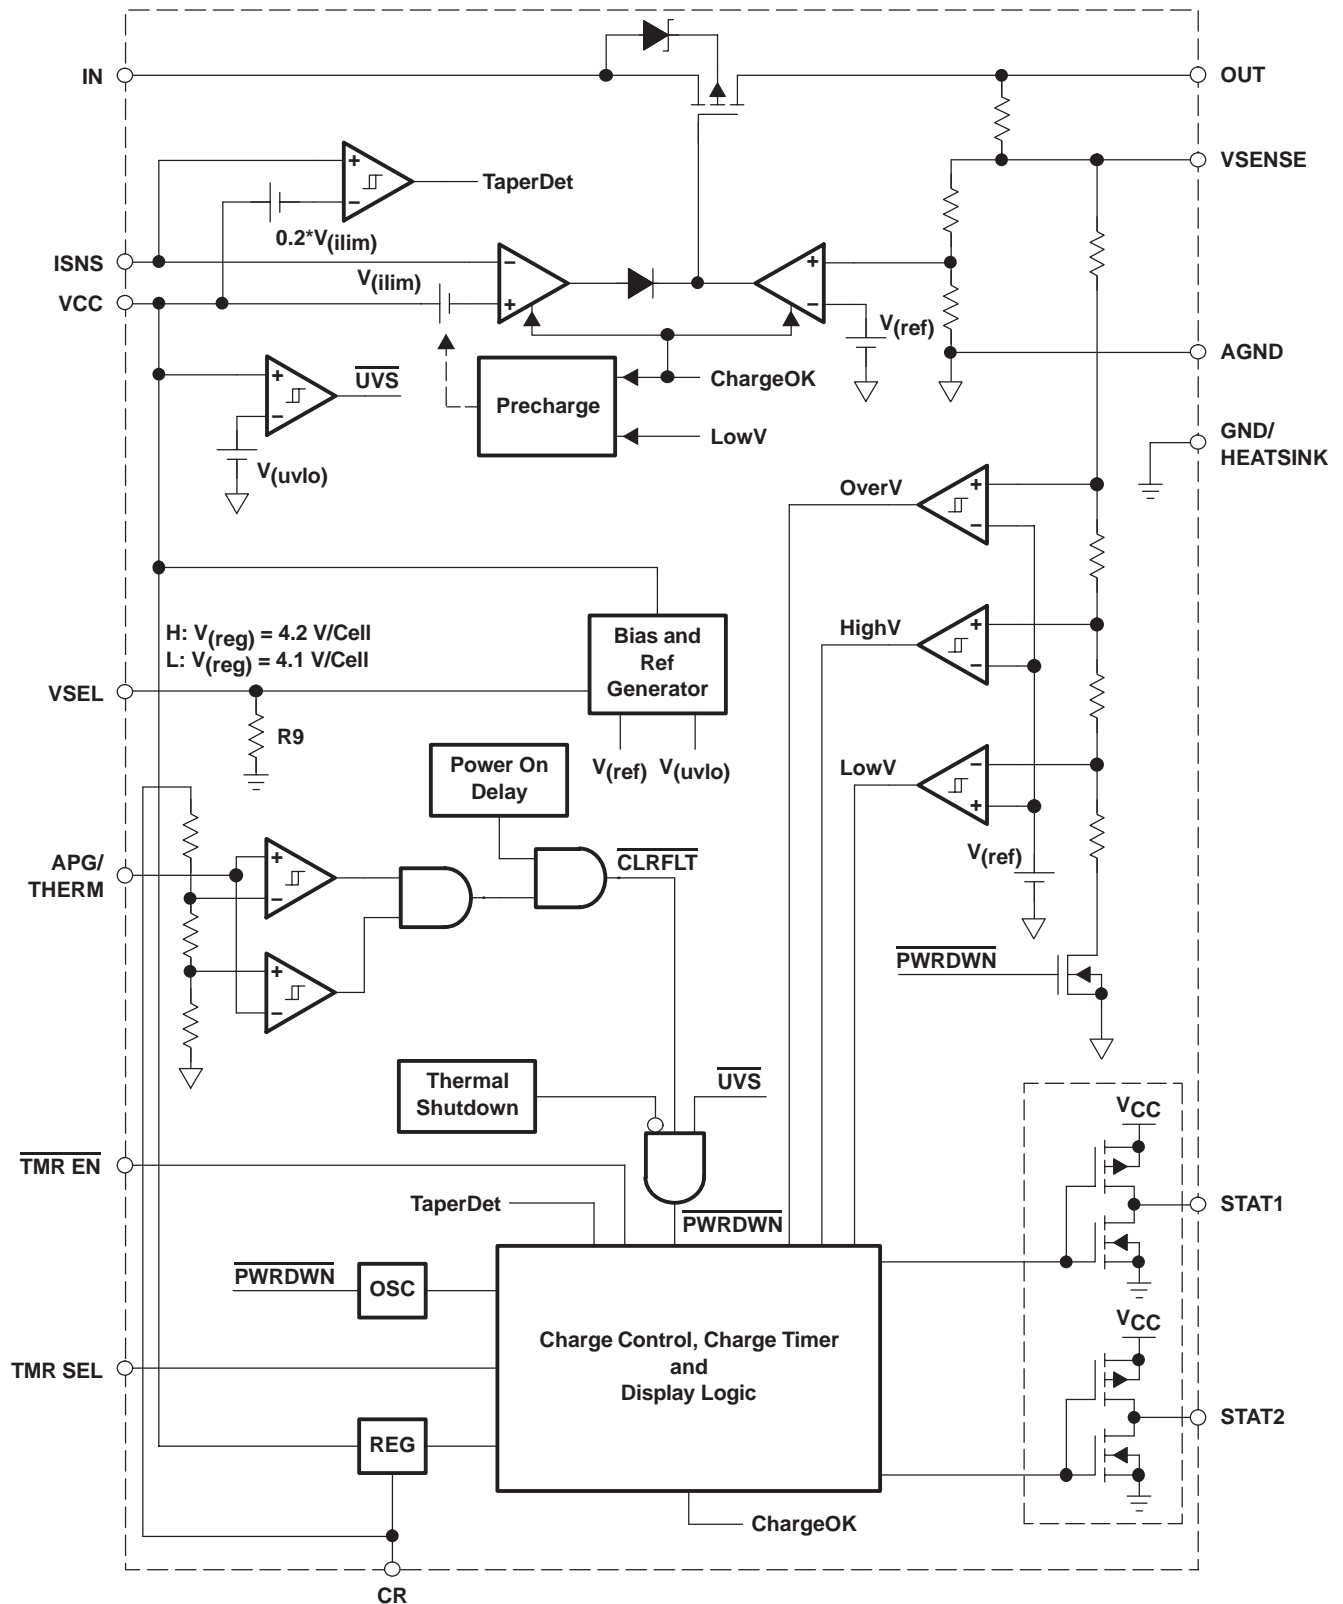 IN
OUT
VSENSE
+
−
TaperDet
0.2*V(ilim)
ISNS
V(ilim)
−
+
+
−
VCC
V(ref)
AGND
+
−
UVS
ChargeOK
Precharge
LowV
V(uvlo)
GND/
HEATSINK
OverV
+
−
H: V(reg) = 4.2 V/Cell
L: V(reg) = 4.1 V/Cell
Bias and
Ref
Generator
HighV
+
−
VSEL
R9
V(ref) V(uvlo)
Power On
Delay
LowV
−
+
V(ref)
APG/
THERM
+
−
CLRFLT
+
−
PWRDWN
Thermal
Shutdown
UVS
VCC
TMR EN
TaperDet
PWRDWN
STAT1
PWRDWN
OSC
VCC
Charge Control, Charge Timer
and
Display Logic
TMR SEL
STAT2
REG
ChargeOK
CR